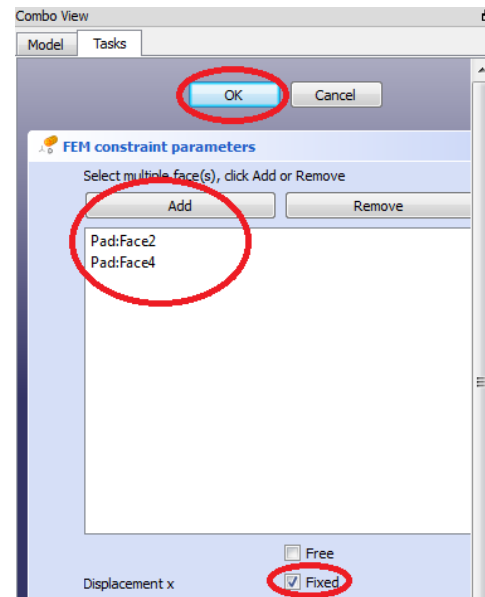 Combo View
Model Tasks
OK Cancel
FEM constraint parameters
Select multiple face(s), click Add or Remove
Add Remove
Pad:Face2
Pad:Face4
Free
Displacement x Fixed